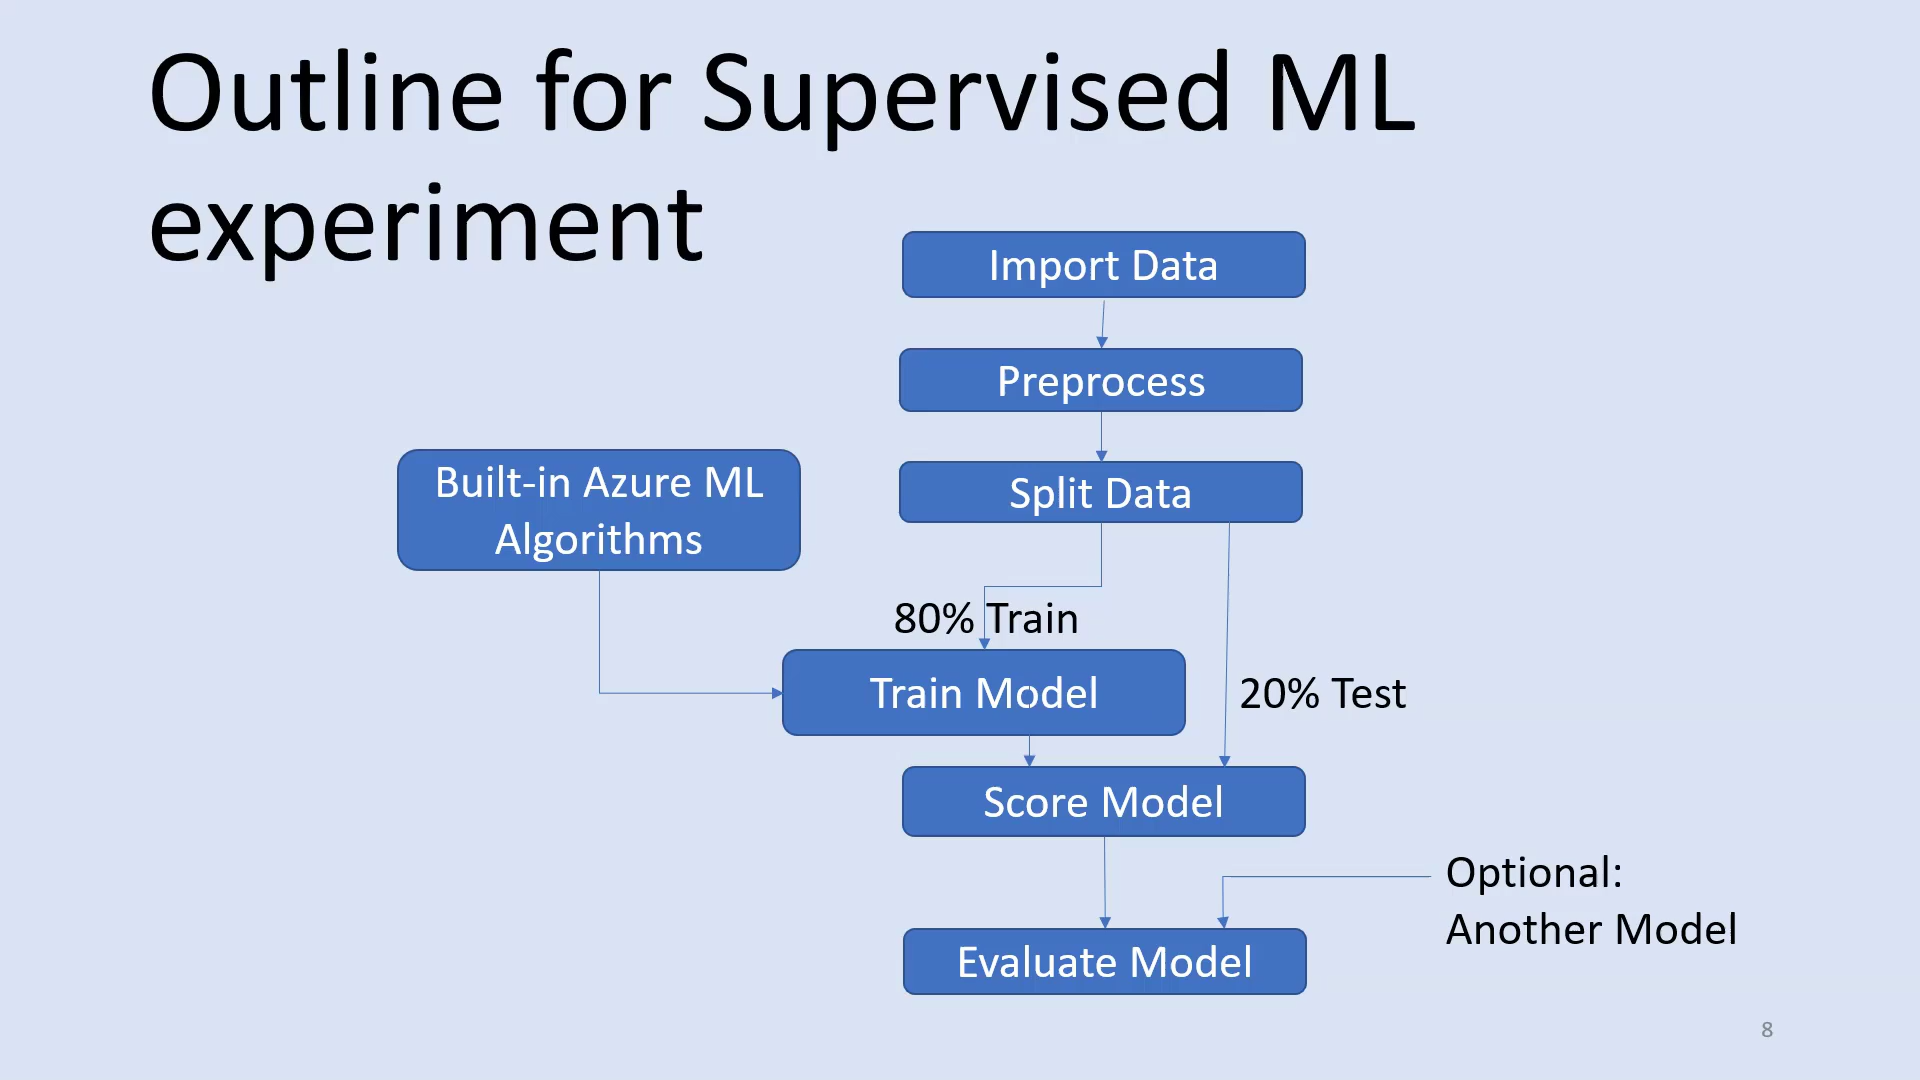 Outline for Supervised ML
experiment
Import Data
Preprocess
Built-in Azure ML
Algorithms
Split Data
80% Train
Train Model
20% Test
Score Model
Optional:
Another Model
Evaluate Model
8